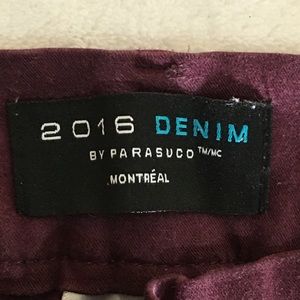 2016 DENIM
BY PARASUCO TM/MC
MONTRÉAL